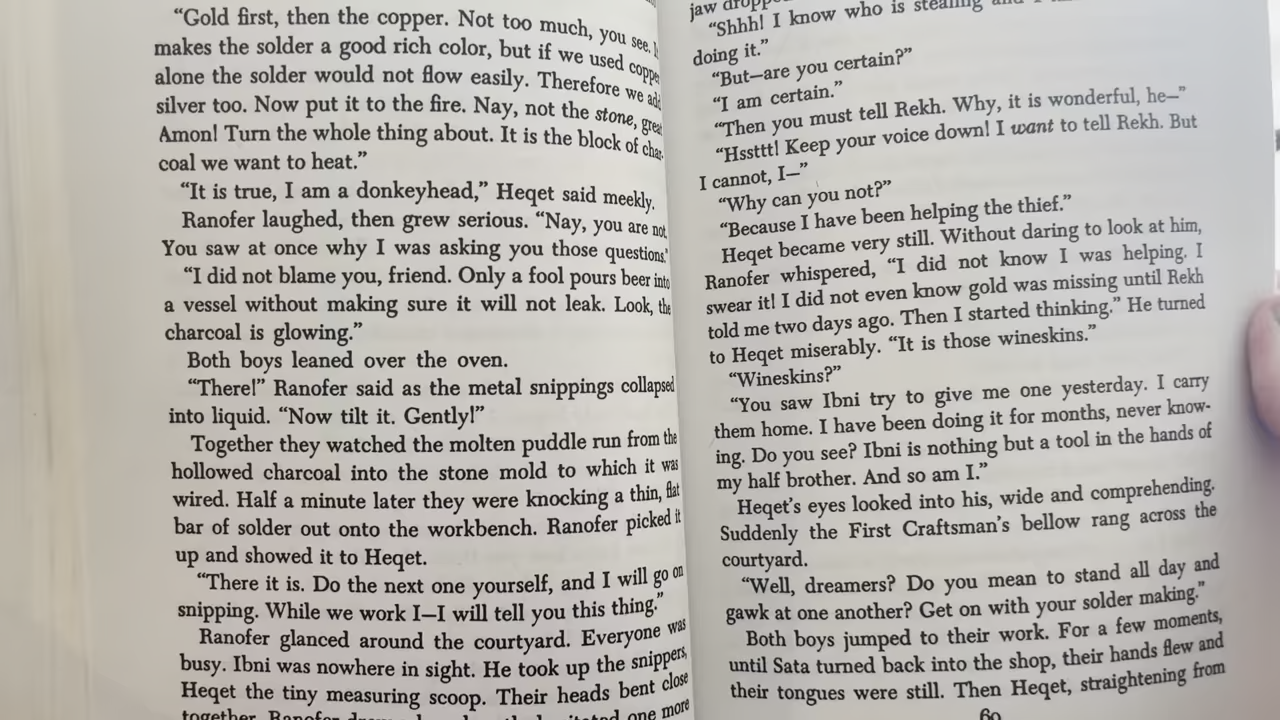 “Gold first, then the copper. Not too much, you see. It
makes the solder a good rich color, but if we used copper
alone the solder would not flow easily. Therefore we add
silver too. Now put it to the fire. Nay, not the stone, great
Amon! Turn the whole thing about. It is the block of char-
coal we want to heat.”
“It is true, I am a donkeyhead,” Heqet said meekly.
Ranofer laughed, then grew serious. “Nay, you are not.
You saw at once why I was asking you those questions.”
“I did not blame you, friend. Only a fool pours beer into
a vessel without making sure it will not leak. Look, the
charcoal is glowing.”
Both boys leaned over the oven.
“There!” Ranofer said as the metal snippings collapsed
into liquid. “Now tilt it. Gently!”
Together they watched the molten puddle run from the
hollowed charcoal into the stone mold to which it was
wired. Half a minute later they were knocking a thin, flat
bar of solder out onto the workbench. Ranofer picked it
up and showed it to Heqet.
“There it is. Do the next one yourself, and I will go on
snipping. While we work I—I will tell you this thing.”
Ranofer glanced around the courtyard. Everyone was
busy. Ibni was nowhere in sight. He took up the snippers,
Heqet the tiny measuring scoop. Their heads bent close
together. Ranofer one more
jaw dropped
“Shhh! I know who is stealing and I
doing it.”
“But—are you certain?”
“I am certain.”
“Then you must tell Rekh. Why, it is wonderful, he—”
“Hssttt! Keep your voice down! I want to tell Rekh. But
I cannot, I—”
“Why can you not?”
“Because I have been helping the thief.”
Heqet became very still. Without daring to look at him,
Ranofer whispered, “I did not know I was helping. I
swear it! I did not even know gold was missing until Rekh
told me two days ago. Then I started thinking.” He turned
to Heqet miserably. “It is those wineskins.”
“Wineskins?”
“You saw Ibni try to give me one yesterday. I carry
them home. I have been doing it for months, never know-
ing. Do you see? Ibni is nothing but a tool in the hands of
my half brother. And so am I.”
Heqet’s eyes looked into his, wide and comprehending.
Suddenly the First Craftsman’s bellow rang across the
courtyard.
“Well, dreamers? Do you mean to stand all day and
gawk at one another? Get on with your solder making.”
Both boys jumped to their work. For a few moments,
until Sata turned back into the shop, their hands flew and
their tongues were still. Then Heqet, straightening from
69